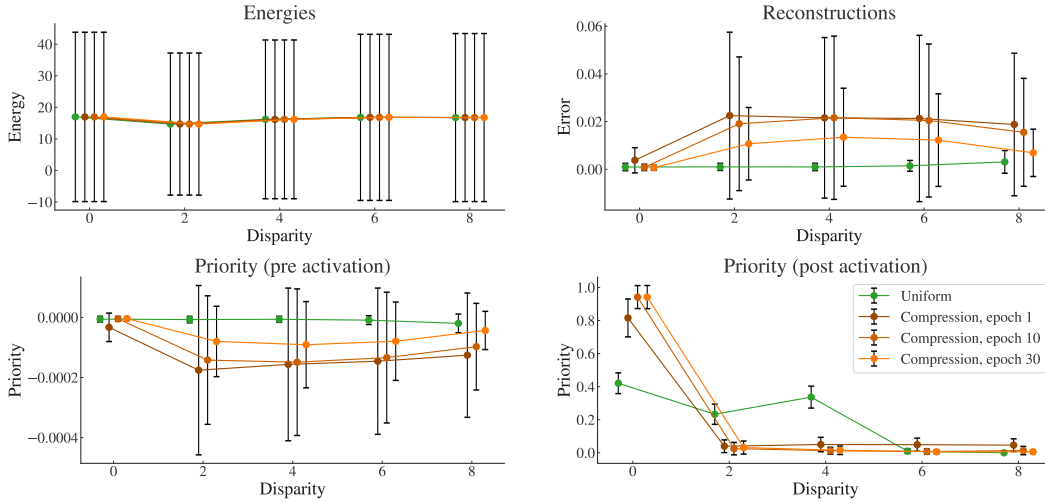 Energies
Energy
40
30
20
10
0
−10
0 2 4 6 8
Disparity
Reconstructions
Error
0.06
0.04
0.02
0.00
0 2 4 6 8
Disparity
Priority (pre activation)
Priority
0.0000
−0.0002
−0.0004
0 2 4 6 8
Disparity
Priority (post activation)
Priority
1.0
0.8
0.6
0.4
0.2
0.0
0 2 4 6 8
Disparity
Uniform
Compression, epoch 1
Compression, epoch 10
Compression, epoch 30